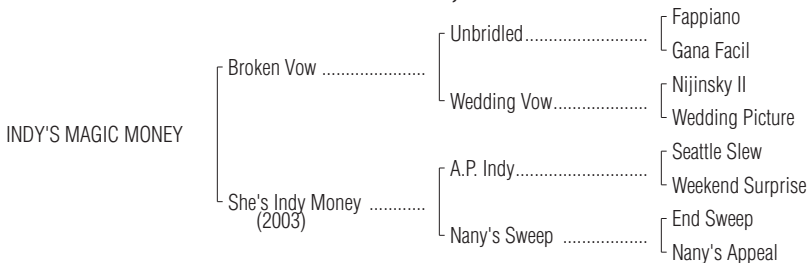 Fappiano
Unbridled..........................
Gana Facil
Broken Vow ......................
Nijinsky II
Wedding Vow....................
Wedding Picture
INDY'S MAGIC MONEY
Seattle Slew
A.P. Indy............................
Weekend Surprise
She's Indy Money ............
(2003)
End Sweep
Nany's Sweep ..................
Nany's Appeal